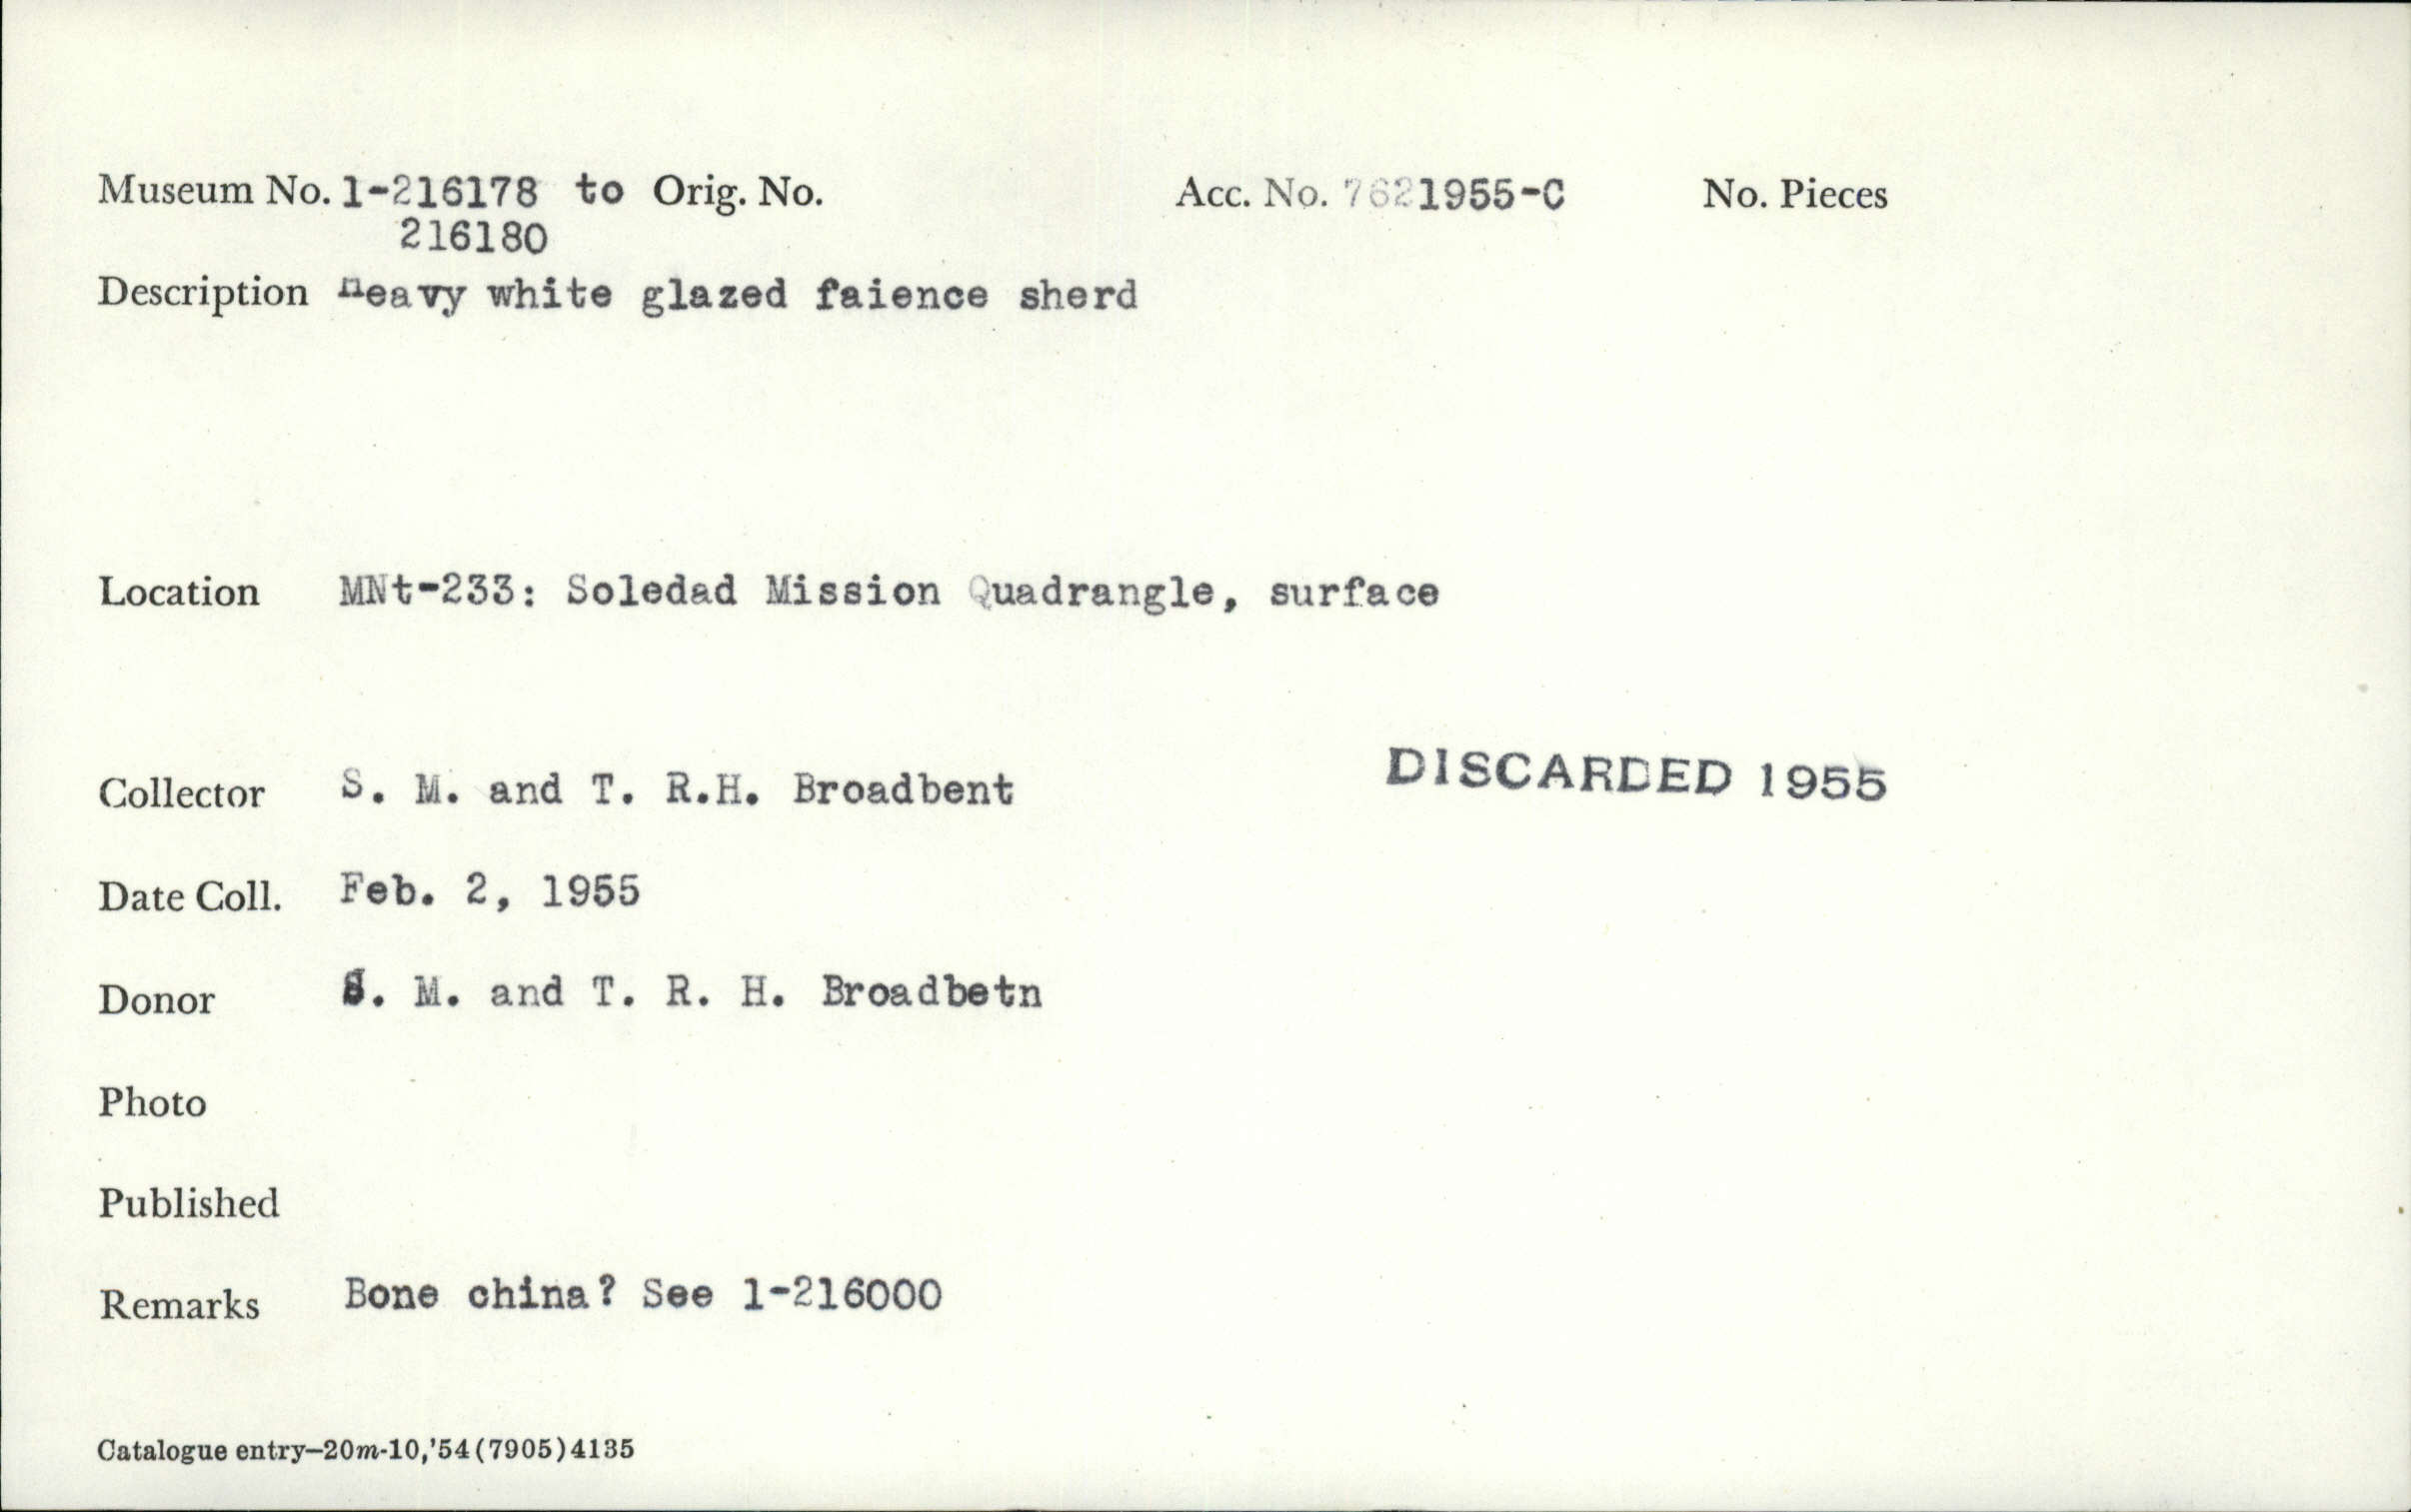 Museum No. 1-216178 to Orig. No. Acc. No. 7621955-C No. Pieces
216180
Description Heavy white glazed faience sherd
Location MNt-233: Soledad Mission Quadrangle, surface
Collector S. M. and T. R.H. Broadbent DISCARDED 1955
Date Coll. Feb. 2, 1955
Donor S. M. and T. R. H. Broadbetn
Photo
Published
Remarks Bone china? See 1-216000
Catalogue entry—20m-10,'54(7905)4135